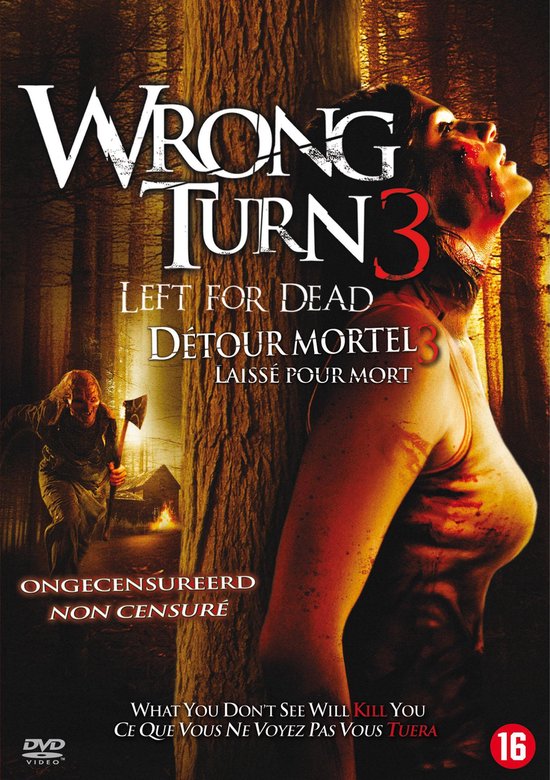 WRONG
TURN 3
LEFT FOR DEAD
DÉTOUR MORTEL 3
LAISSÉ POUR MORT
ONGECENSUREERD
NON CENSURÉ
WHAT YOU DON'T SEE WILL KILL YOU
CE QUE VOUS NE VOYEZ PAS VOUS TUERA
DVD
VIDEO
16